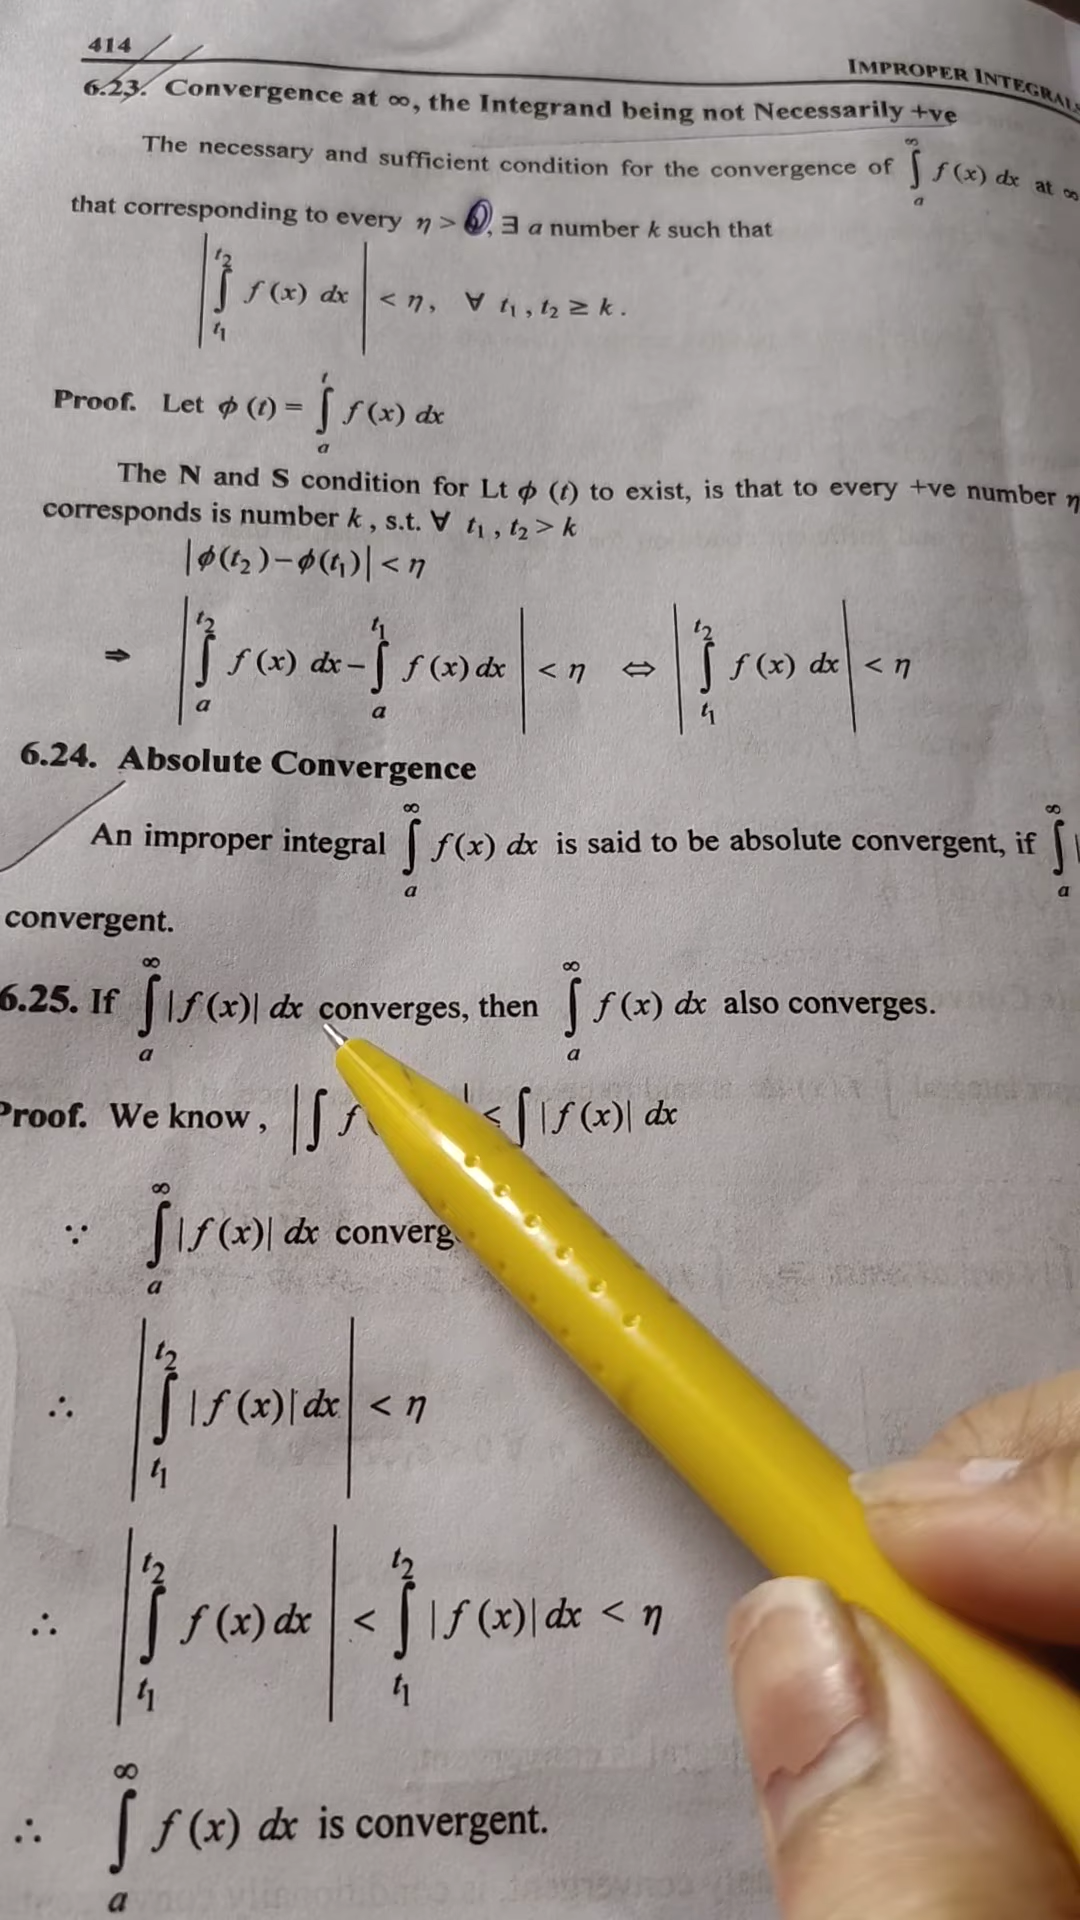 414
IMPROPER INTEGRALS
6.23. Convergence at ∞, the Integrand being not Necessarily +ve
The necessary and sufficient condition for the convergence of ∫_a^∞ f (x) dx at ∞
that corresponding to every η > 0, ∃ a number k such that
|∫_{t₁}^{t₂} f (x) dx| < η, ∀ t₁ , t₂ ≥ k .
Proof. Let ϕ (t) = ∫_a^t f (x) dx
The N and S condition for Lt ϕ (t) to exist, is that to every +ve number η
corresponds is number k , s.t. ∀ t₁ , t₂ > k
|ϕ(t₂) − ϕ(t₁)| < η
⇒ |∫_a^{t₂} f (x) dx − ∫_a^{t₁} f (x) dx| < η ⇔ |∫_{t₁}^{t₂} f (x) dx| < η
6.24. Absolute Convergence
An improper integral ∫_a^∞ f(x) dx is said to be absolute convergent, if ∫_a^∞ |
convergent.
6.25. If ∫_a^∞ |f (x)| dx converges, then ∫_a^∞ f (x) dx also converges.
Proof. We know , |∫ f | ≤ ∫ |f (x)| dx
∵ ∫_a^∞ |f (x)| dx
∴ |∫_{t₁}^{t₂} |f (x)| dx| < η
∴ |∫_{t₁}^{t₂} f (x) dx| < ∫_{t₁}^{t₂} |f (x)| dx < η
∴ ∫_a^∞ f (x) dx is convergent.